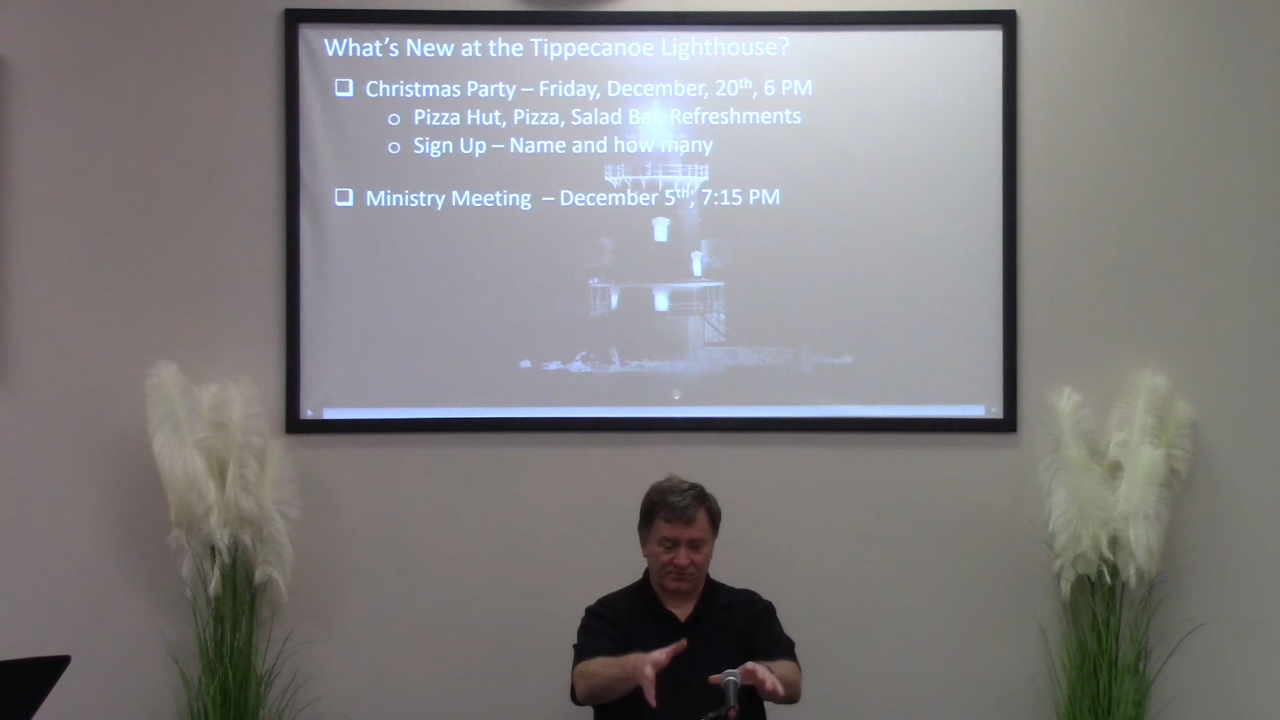 What's New at the Tippecanoe Lighthouse?
Christmas Party – Friday, December, 20th, 6 PM
Pizza Hut, Pizza, Salad Bar, Refreshments
Sign Up – Name and how many
Ministry Meeting – December 5th, 7:15 PM